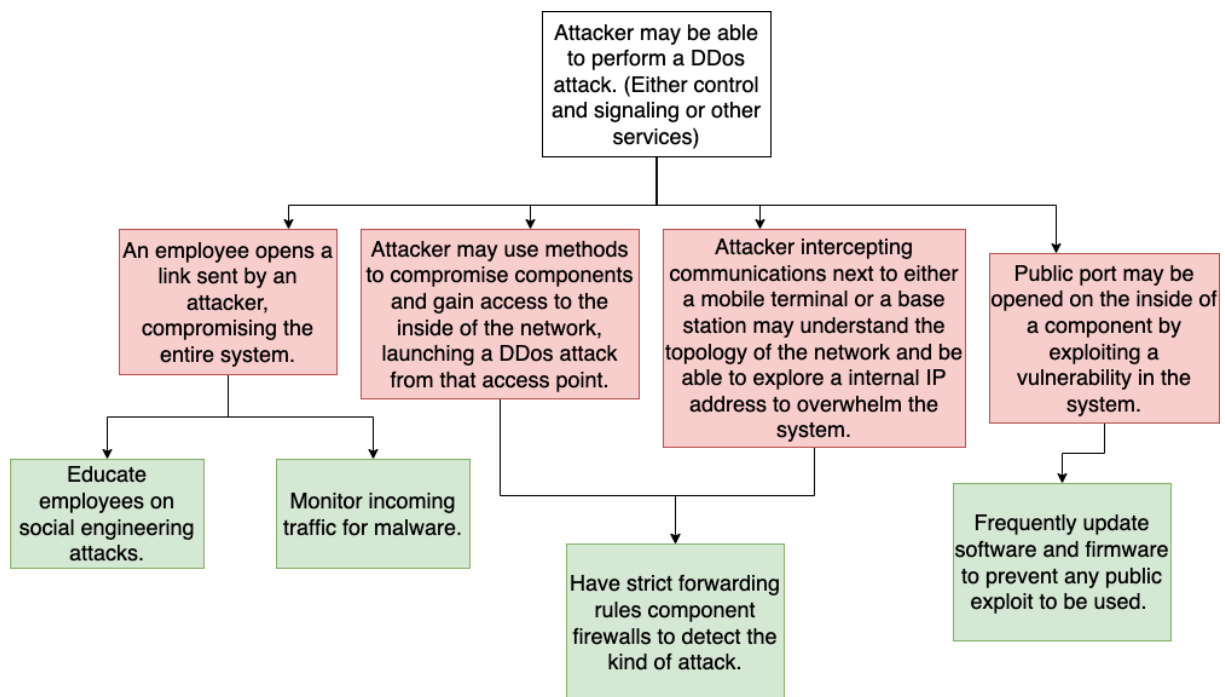 Attacker may be able
to perform a DDos
attack. (Either control
and signaling or other
services)
An employee opens a
link sent by an
attacker,
compromising the
entire system.
Attacker may use methods
to compromise components
and gain access to the
inside of the network,
launching a DDos attack
from that access point.
Attacker intercepting
communications next to either
a mobile terminal or a base
station may understand the
topology of the network and be
able to explore a internal IP
address to overwhelm the
system.
Public port may be
opened on the inside of
a component by
exploiting a
vulnerability in the
system.
Educate
employees on
social engineering
attacks.
Monitor incoming
traffic for malware.
Have strict forwarding
rules component
firewalls to detect the
kind of attack.
Frequently update
software and firmware
to prevent any public
exploit to be used.